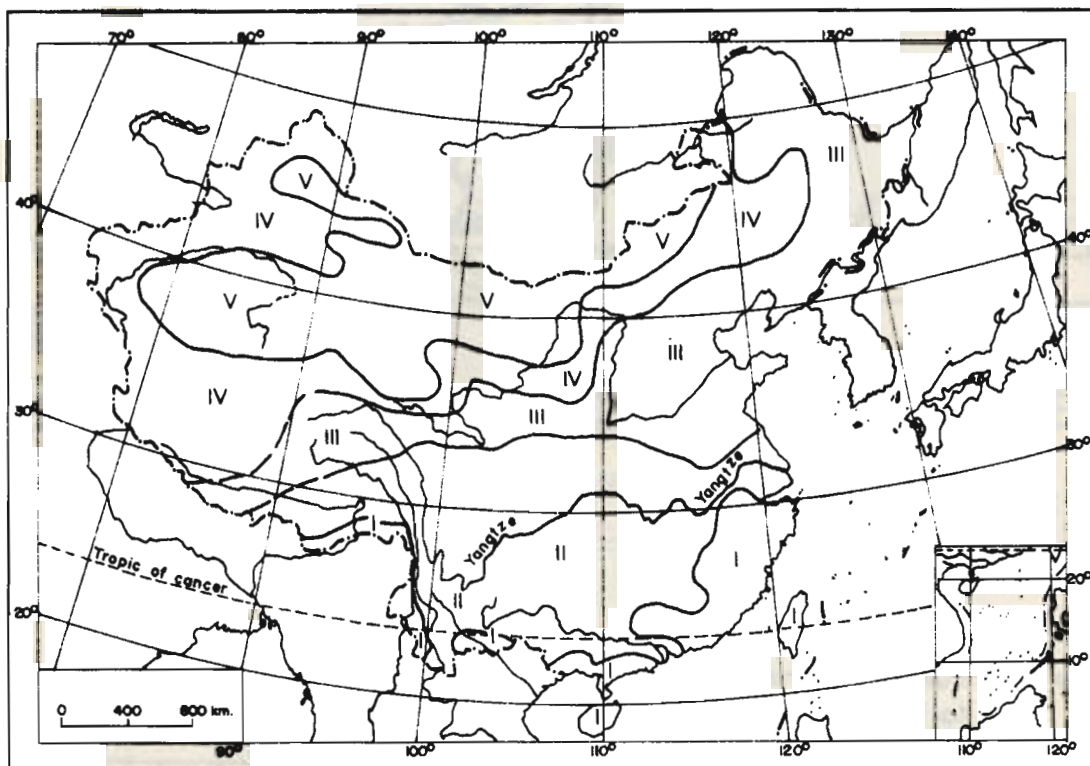 70° 80° 90° 100° 110° 120° 130° 140°
III
V
IV
V
IV
40° 40°
V
V
III
IV
IV
III
30° III 30°
Yangtze
Yangtze
I
II
I
Tropic of cancer
20° 20°
II
I
I
I
10°
I
0 400 800 km.
90° 100° 110° 120° 110° 120°